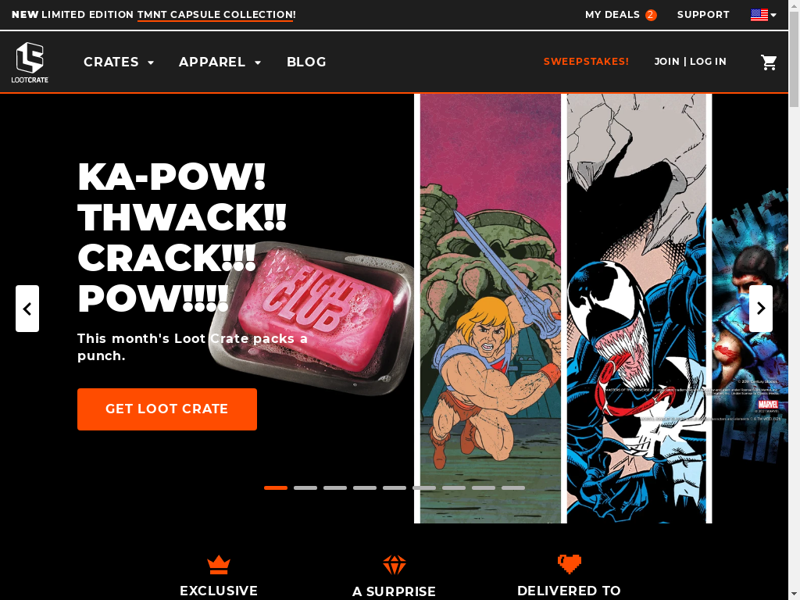 NEW LIMITED EDITION TMNT CAPSULE COLLECTION!
MY DEALS 2
SUPPORT
LOOTCRATE
CRATES
APPAREL
BLOG
SWEEPSTAKES!
JOIN | LOG IN
KA-POW!
THWACK!!
CRACK!!!
POW!!!!
FIGHT
CLUB
This month's Loot Crate packs a
punch.
GET LOOT CRATE
MARVEL
EXCLUSIVE
A SURPRISE
DELIVERED TO